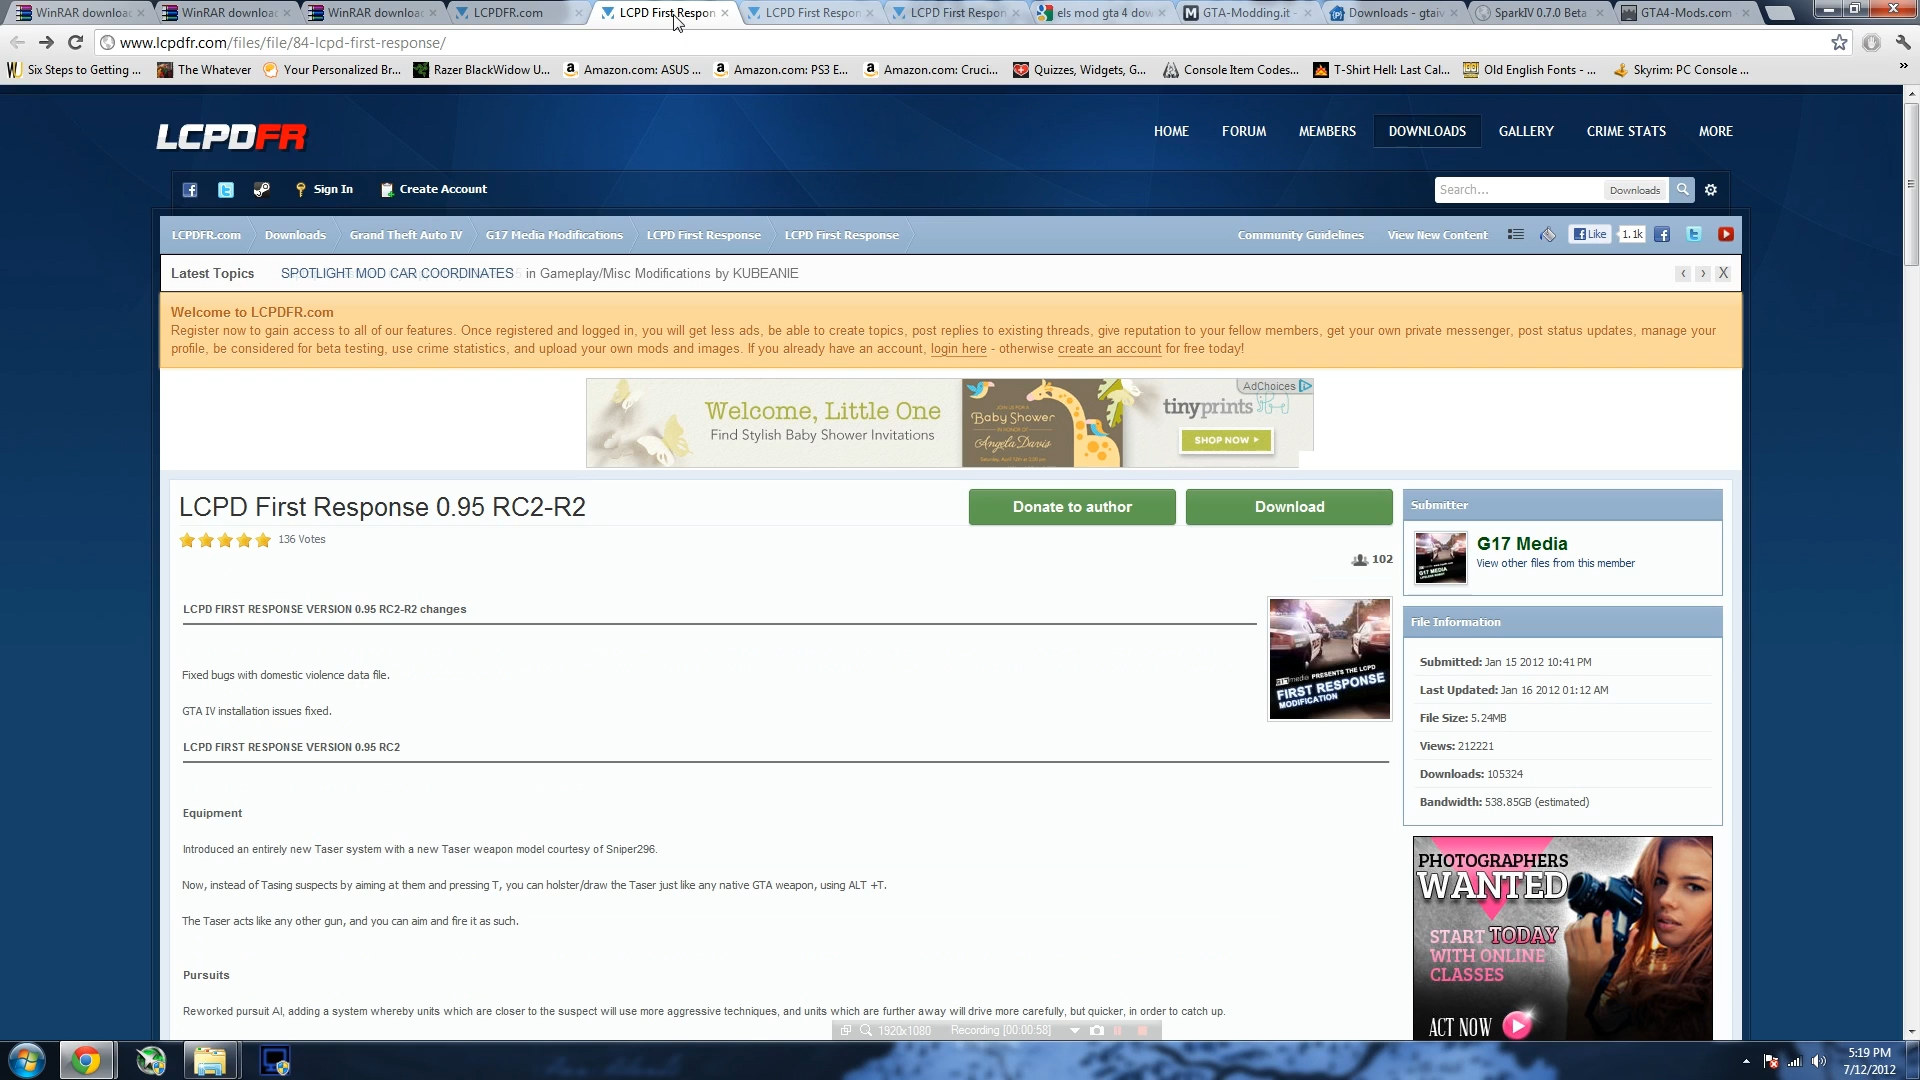 WinRAR downloac
WinRAR downloac
WinRAR downloac
LCPDFR.com
LCPD First Respon
LCPD First Respon
LCPD First Respon
els mod gta 4 dow
GTA-Modding.it -
Downloads - gtaiv
SparkIV 0.7.0 Beta
GTA4-Mods.com
www.lcpdfr.com/files/file/84-lcpd-first-response/
Six Steps to Getting ...
The Whatever
Your Personalized Br...
Razer BlackWidow U...
Amazon.com: ASUS ...
Amazon.com: PS3 E...
Amazon.com: Cruci...
Quizzes, Widgets, G...
Console Item Codes...
T-Shirt Hell: Last Cal...
Old English Fonts - ...
Skyrim: PC Console ...
LCPDFR
HOME FORUM MEMBERS DOWNLOADS GALLERY CRIME STATS MORE
Sign In Create Account
Search... Downloads
LCPDFR.com Downloads Grand Theft Auto IV G17 Media Modifications LCPD First Response LCPD First Response
Community Guidelines View New Content Like 1.1k
Latest Topics SPOTLIGHT MOD CAR COORDINATES in Gameplay/Misc Modifications by KUBEANIE
‹ › X
Welcome to LCPDFR.com
Register now to gain access to all of our features. Once registered and logged in, you will get less ads, be able to create topics, post replies to existing threads, give reputation to your fellow members, get your own private messenger, post status updates, manage your
profile, be considered for beta testing, use crime statistics, and upload your own mods and images. If you already have an account, login here - otherwise create an account for free today!
AdChoices
Welcome, Little One
Find Stylish Baby Shower Invitations
Baby Shower
IN HONOR OF
Angela Davis
tinyprints
SHOP NOW
LCPD First Response 0.95 RC2-R2
Donate to author
Download
136 Votes
102
LCPD FIRST RESPONSE VERSION 0.95 RC2-R2 changes
Fixed bugs with domestic violence data file.
GTA IV installation issues fixed.
LCPD FIRST RESPONSE VERSION 0.95 RC2
Equipment
Introduced an entirely new Taser system with a new Taser weapon model courtesy of Sniper296.
Now, instead of Tasing suspects by aiming at them and pressing T, you can holster/draw the Taser just like any native GTA weapon, using ALT +T.
The Taser acts like any other gun, and you can aim and fire it as such.
Pursuits
Reworked pursuit AI, adding a system whereby units which are closer to the suspect will use more aggressive techniques, and units which are further away will drive more carefully, but quicker, in order to catch up.
G17 media PRESENTS THE LCPD
FIRST RESPONSE
MODIFICATION
Submitter
G17 Media
View other files from this member
File Information
Submitted: Jan 15 2012 10:41 PM
Last Updated: Jan 16 2012 01:12 AM
File Size: 5.24MB
Views: 212221
Downloads: 105324
Bandwidth: 538.85GB (estimated)
PHOTOGRAPHERS
WANTED
START TODAY
WITH ONLINE
CLASSES
ACT NOW
1920x1080 Recording [00:00:58]
5:19 PM
7/12/2012